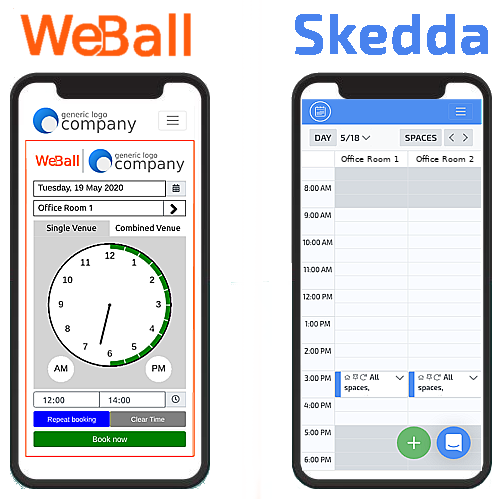 WeBall
Skedda
generic logo
company
WeBall
generic logo
company
Tuesday, 19 May 2020
Office Room 1
Single Venue
Combined Venue
12
1
2
3
4
5
6
7
8
9
10
11
AM
PM
12:00
14:00
Repeat booking
Clear Time
Book now
DAY
5/18
SPACES
Office Room 1
Office Room 2
8:00 AM
9:00 AM
10:00 AM
11:00 AM
12:00 PM
1:00 PM
2:00 PM
3:00 PM
All
spaces,
All
spaces,
4:00 PM
5:00 PM
6:00 PM